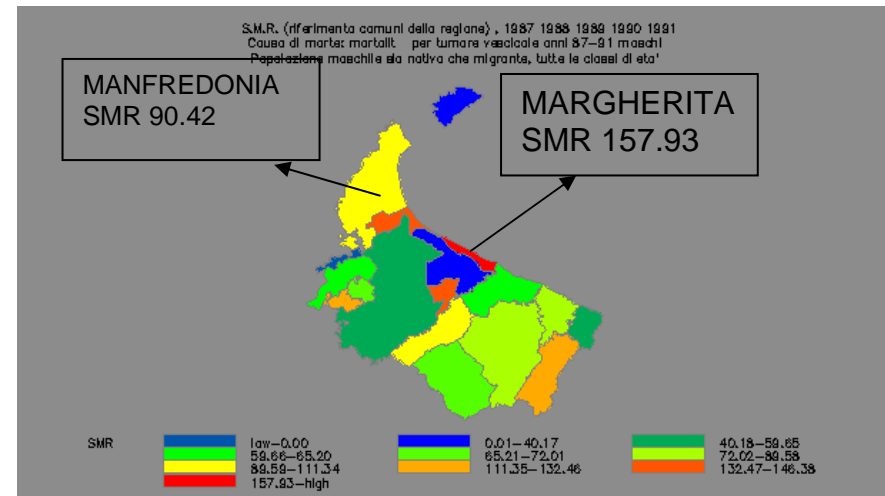 S.M.R. (riferimento comuni della regione) , 1987 1988 1989 1990 1991
Causa di morte: mortalit per tumore vescicale anni 87-91 maschi
Popolazione maschile sia nativa che migrante, tutte le classi di eta'
MANFREDONIA
SMR 90.42
MARGHERITA
SMR 157.93
SMR
low-0.00
0.01-40.17
40.18-59.65
59.66-65.20
65.21-72.01
72.02-89.58
89.59-111.34
111.35-132.46
132.47-146.38
157.93-high